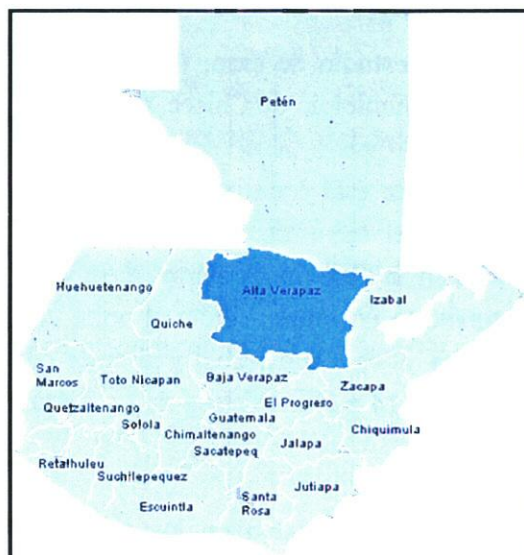 Petén
Huehuetenango
Alta Verapaz
Izabal
Quiche
San
Marcos
Toto Nicapan
Baja Verapaz
Zacapa
Quetzaltenango
El Progreso
Solola
Guatemala
Chimaltenango
Sacatepeq
Jalapa
Chiquimula
Retalhuleu
Suchitepequez
Escuintla
Santa
Rosa
Jutiapa